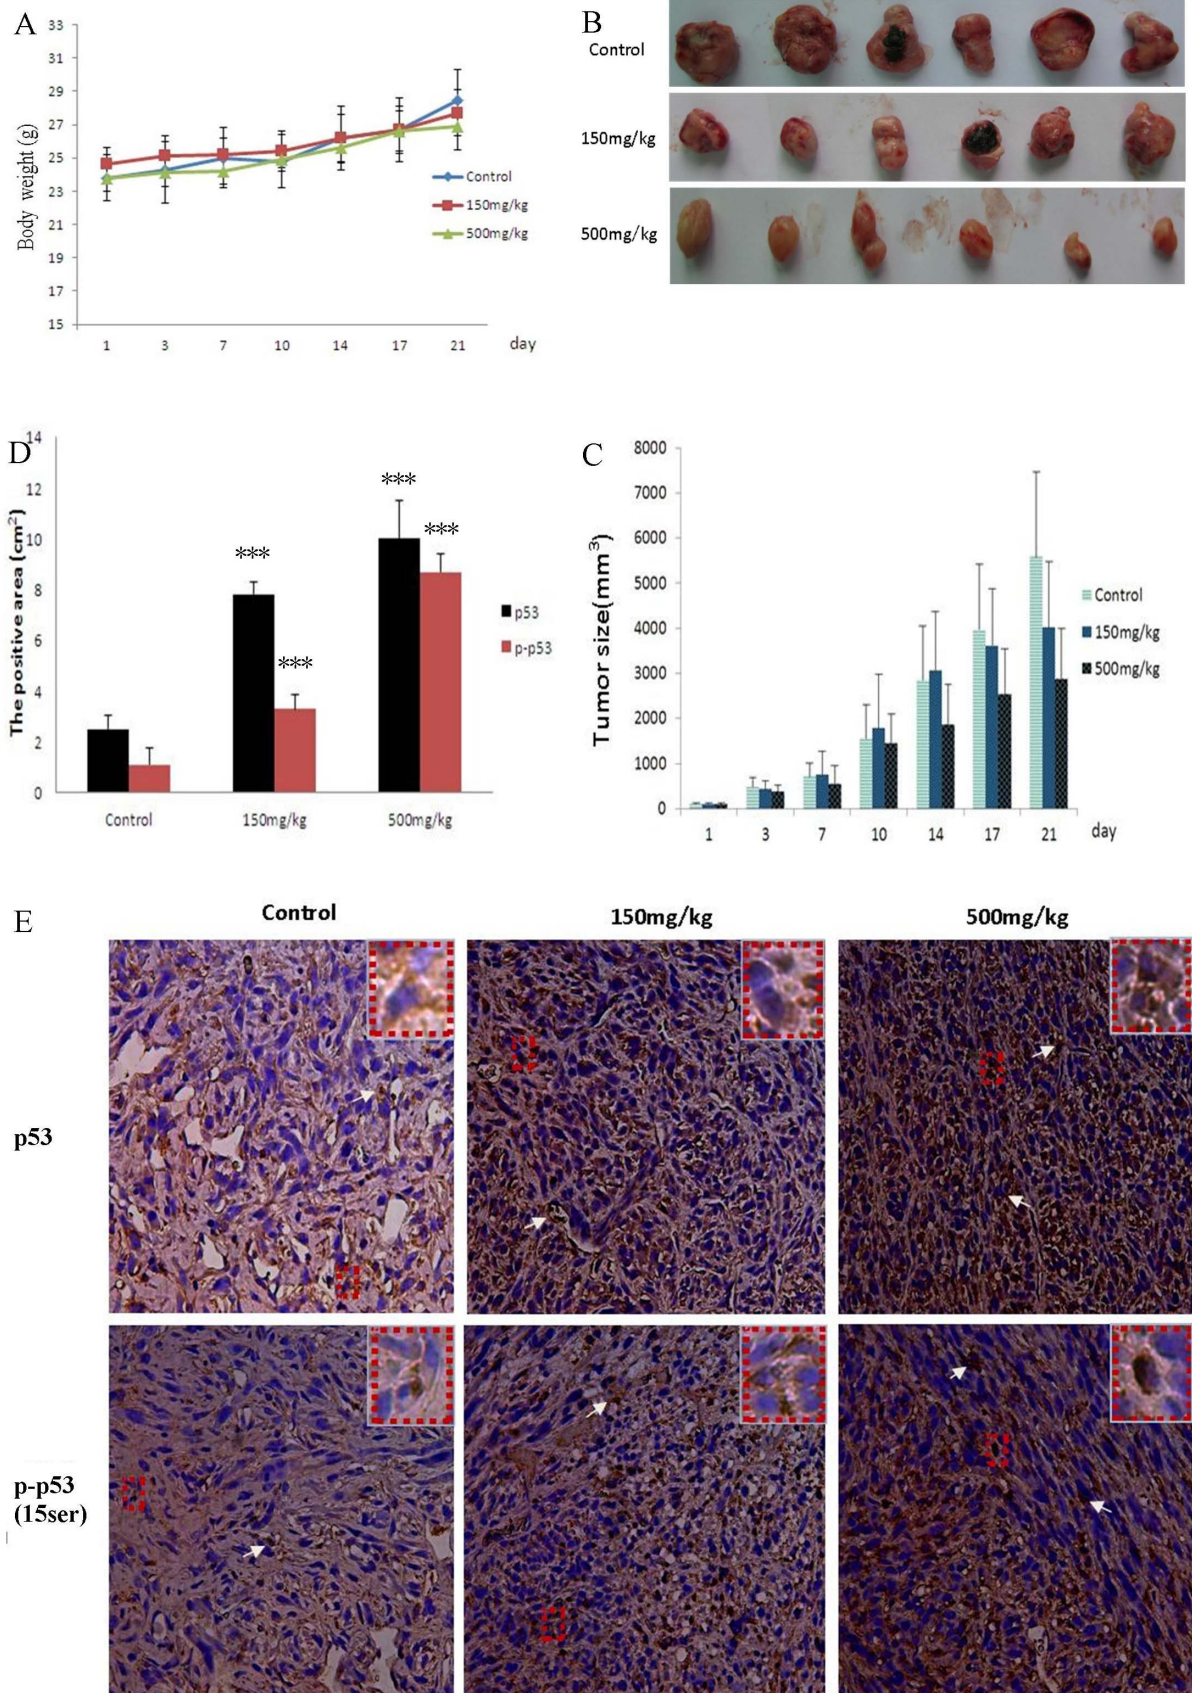 A
33
31
29
27
25
23
21
19
17
15
Body weight (g)
1 3 7 10 14 17 21 day
Control
150mg/kg
500mg/kg
B
Control
150mg/kg
500mg/kg
D
14
12
10
8
6
4
2
0
The positive area (cm²)
*** ***
*** ***
Control 150mg/kg 500mg/kg
p53
p-p53
C
8000
7000
6000
5000
4000
3000
2000
1000
0
Tumor size(mm³)
1 3 7 10 14 17 21 day
Control
150mg/kg
500mg/kg
E
Control 150mg/kg 500mg/kg
p53
p-p53
(15ser)